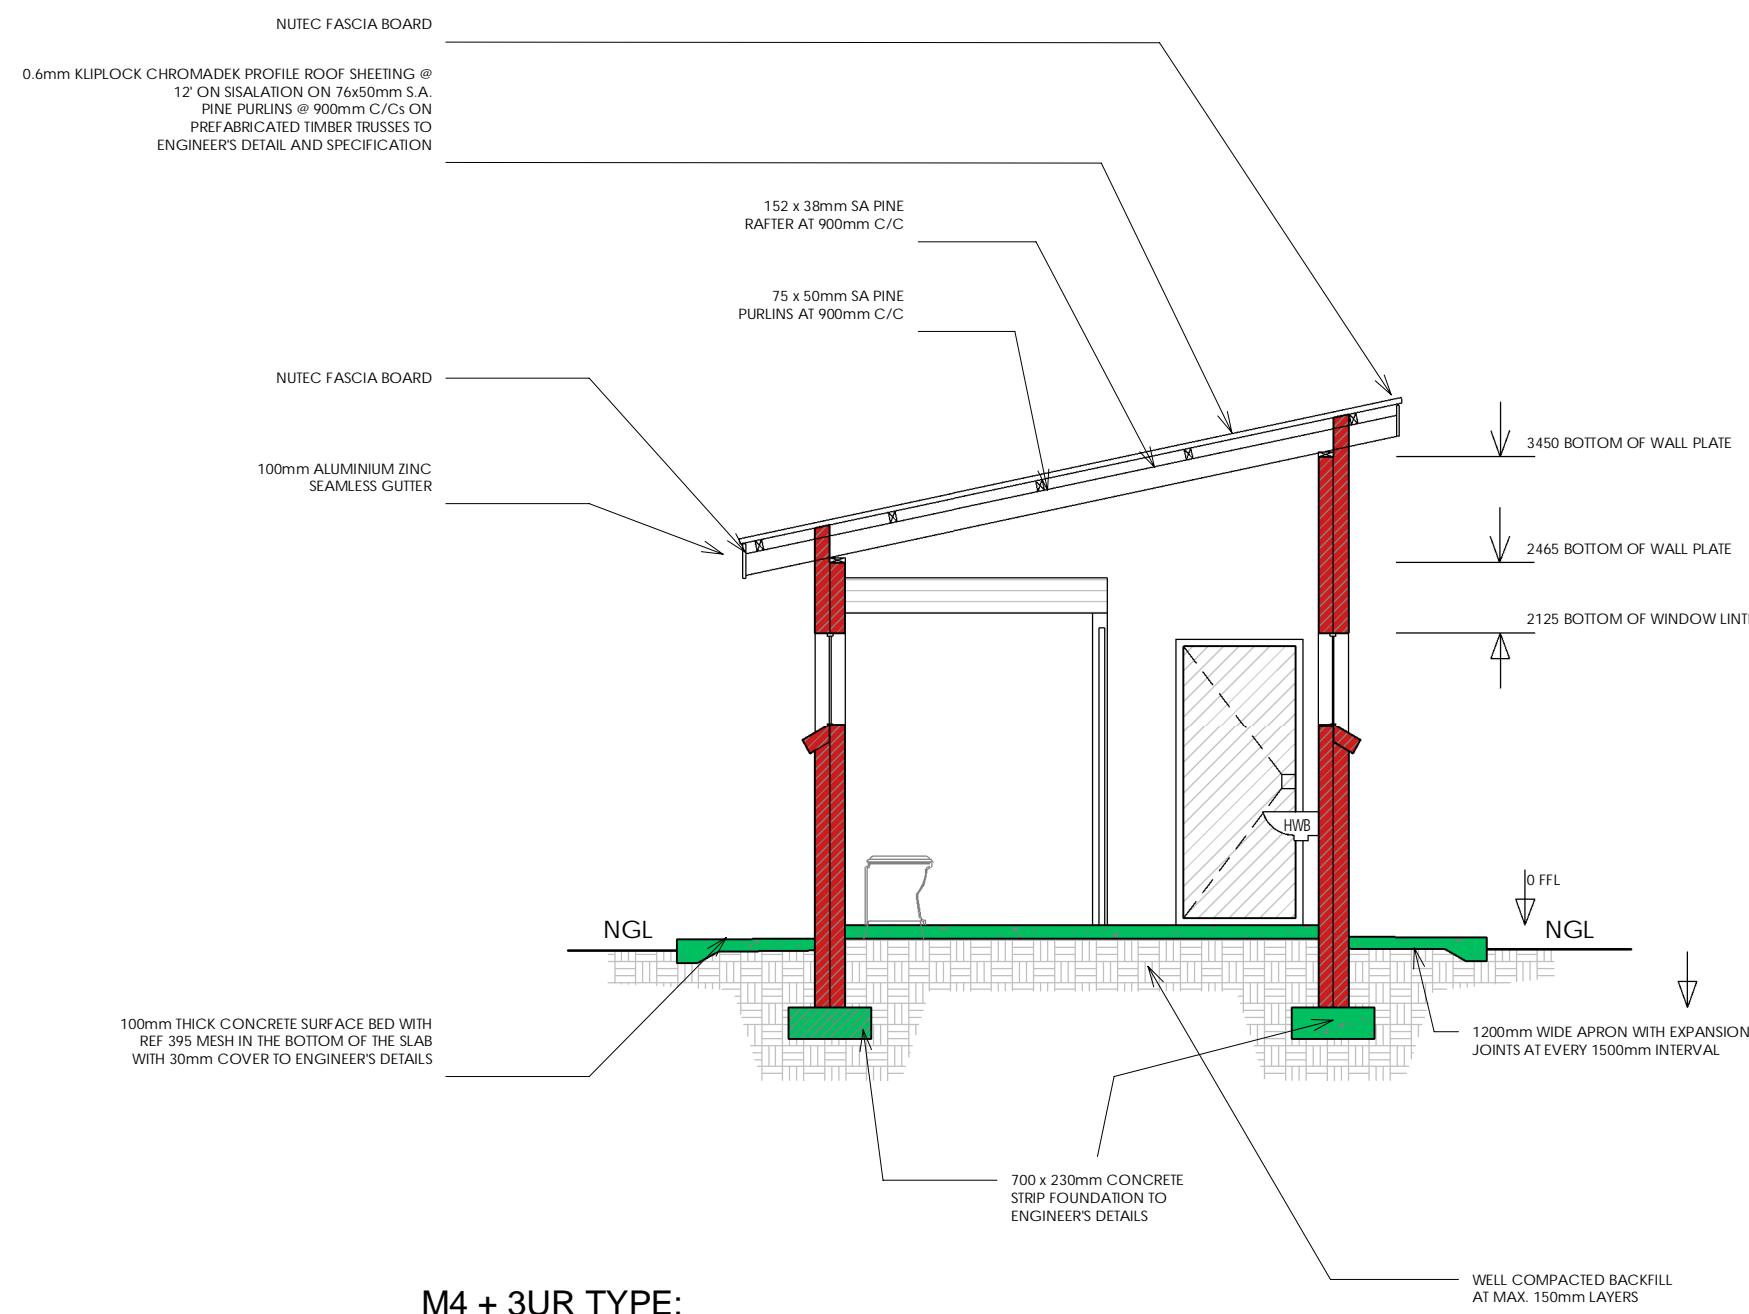 NUTEC FASCIA BOARD
0.6mm KLIPLOCK CHROMADEK PROFILE ROOF SHEETING @
12' ON SISALATION ON 76x50mm S.A.
PINE PURLINS @ 900mm C/Cs ON
PREFABRICATED TIMBER TRUSSES TO
ENGINEER'S DETAIL AND SPECIFICATION
152 x 38mm SA PINE
RAFTER AT 900mm C/C
75 x 50mm SA PINE
PURLINS AT 900mm C/C
NUTEC FASCIA BOARD
100mm ALUMINIUM ZINC
SEAMLESS GUTTER
3450 BOTTOM OF WALL PLATE
2465 BOTTOM OF WALL PLATE
2125 BOTTOM OF WINDOW
HWB
0 FFL
NGL
NGL
100mm THICK CONCRETE SURFACE BED WITH
REF 395 MESH IN THE BOTTOM OF THE SLAB
WITH 30mm COVER TO ENGINEER'S DETAILS
1200mm WIDE APRON WITH EXPANSION
JOINTS AT EVERY 1500mm INTERVAL
700 x 230mm CONCRETE
STRIP FOUNDATION TO
ENGINEER'S DETAILS
WELL COMPACTED BACKFILL
AT MAX. 150mm LAYERS
M4 + 3UR TYPE: